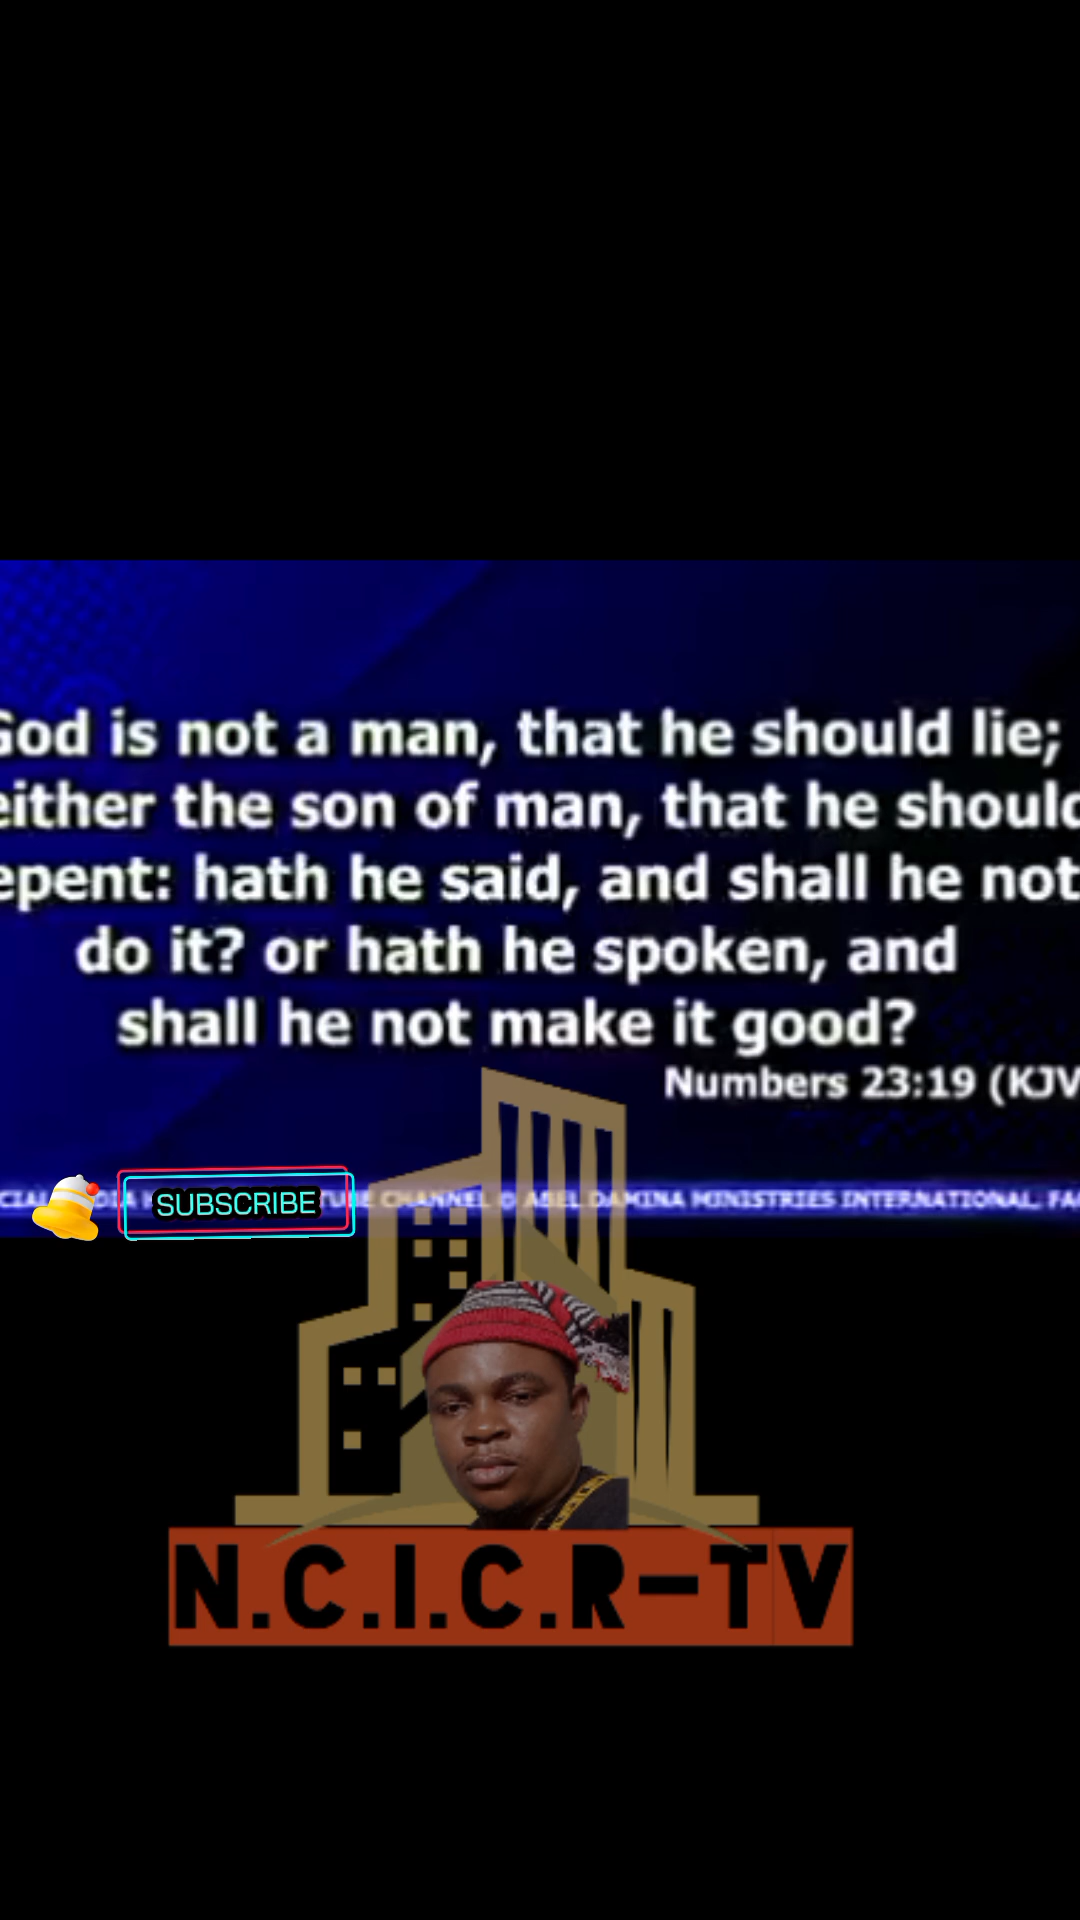 God is not a man, that he should lie;
either the son of man, that he should
epent: hath he said, and shall he not
do it? or hath he spoken, and
shall he not make it good?
Numbers 23:19 (KJV
SUBSCRIBE
CHANNEL @ ABEL DAMINA MINISTRIES INTERNATIONAL.
N.C.I.C.R-TV